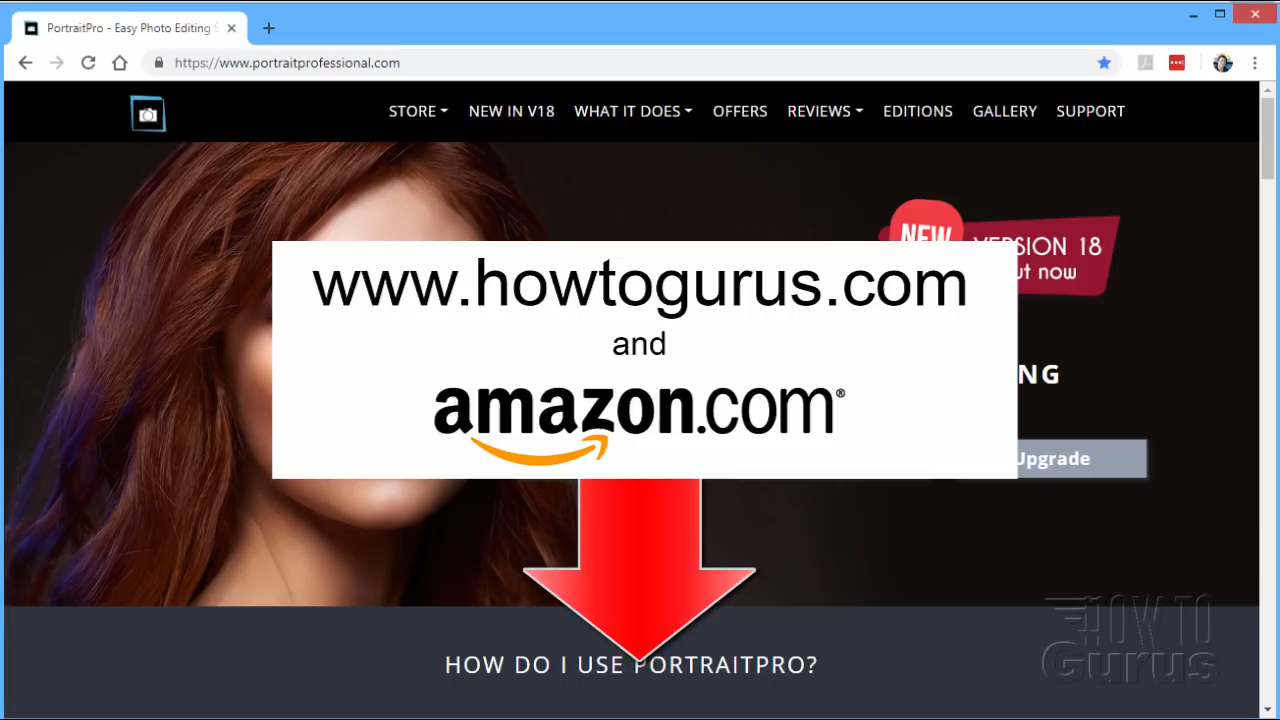 PortraitPro - Easy Photo Editing S
https://www.portraitprofessional.com
STORE NEW IN V18 WHAT IT DOES OFFERS REVIEWS EDITIONS GALLERY SUPPORT
NEW
VERSION 18
ut now
www.howtogurus.com
and
amazon.com®
NG
Upgrade
HOW DO I USE PORTRAITPRO?
HOW TO
Gurus